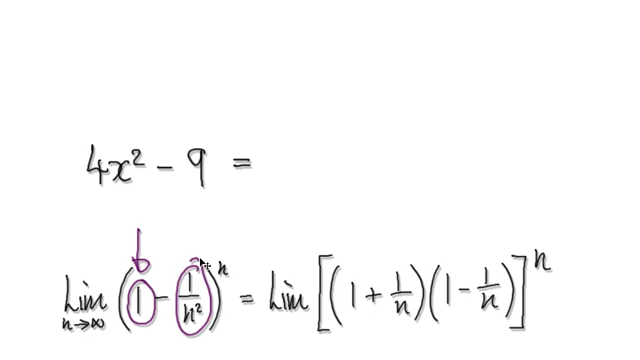 4x² − 9 =
Lim n→∞ (1 − 1/n²)ⁿ = Lim [(1 + 1/n)(1 − 1/n)]ⁿ